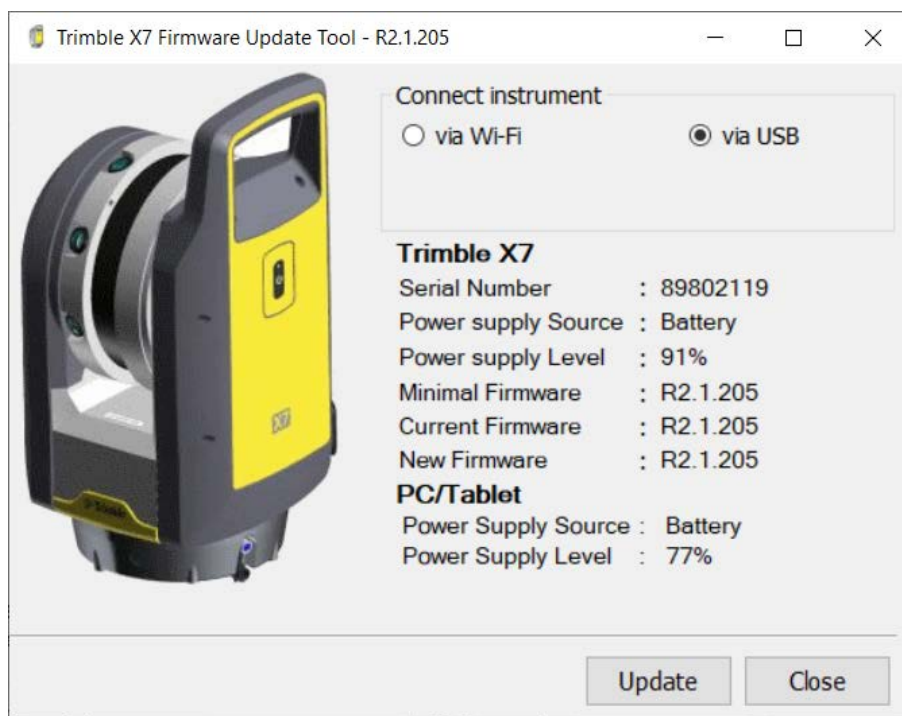 Trimble X7 Firmware Update Tool - R2.1.205
Connect instrument
via Wi-Fi
via USB
Trimble X7
Serial Number : 89802119
Power supply Source : Battery
Power supply Level : 91%
Minimal Firmware : R2.1.205
Current Firmware : R2.1.205
New Firmware : R2.1.205
PC/Tablet
Power Supply Source : Battery
Power Supply Level : 77%
X7
Trimble
Update
Close